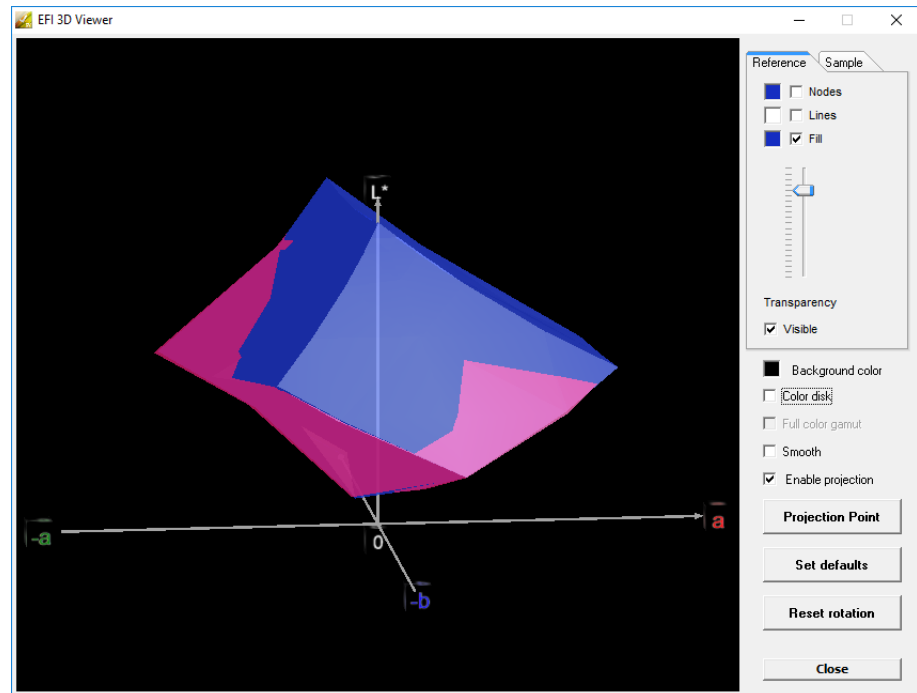 EFI 3D Viewer
Reference Sample
Nodes
Lines
Fill
Transparency
Visible
Background color
Color disk
Full color gamut
Smooth
Enable projection
Projection Point
Set defaults
Reset rotation
Close
L*
-a
a
0
-b